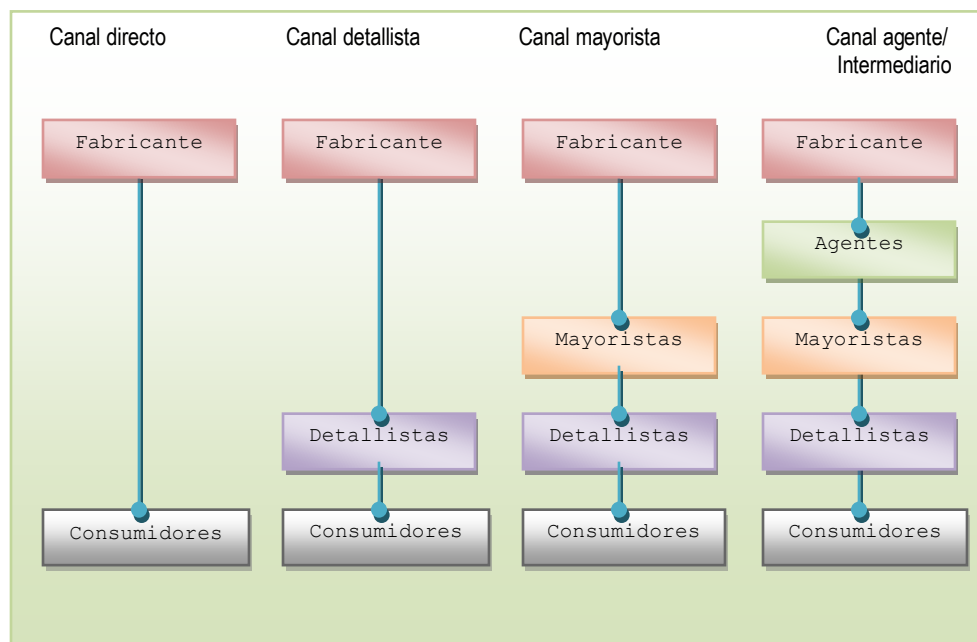 Canal directo
Canal detallista
Canal mayorista
Canal agente/
Intermediario
Fabricante
Fabricante
Fabricante
Fabricante
Agentes
Mayoristas
Mayoristas
Detallistas
Detallistas
Detallistas
Consumidores
Consumidores
Consumidores
Consumidores